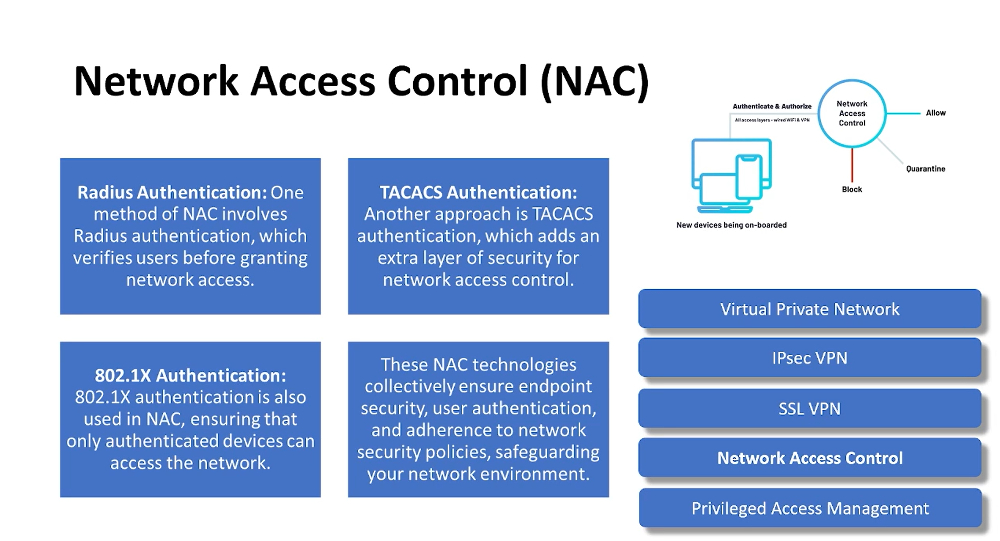 Network Access Control (NAC)
Authenticate & Authorize
All access layers - wired WIFI & VPN
Network
Access
Control
Allow
Quarantine
Block
New devices being on-boarded
Radius Authentication: One
method of NAC involves
Radius authentication, which
verifies users before granting
network access.
TACACS Authentication:
Another approach is TACACS
authentication, which adds an
extra layer of security for
network access control.
802.1X Authentication:
802.1X authentication is also
used in NAC, ensuring that
only authenticated devices can
access the network.
These NAC technologies
collectively ensure endpoint
security, user authentication,
and adherence to network
security policies, safeguarding
your network environment.
Virtual Private Network
IPsec VPN
SSL VPN
Network Access Control
Privileged Access Management